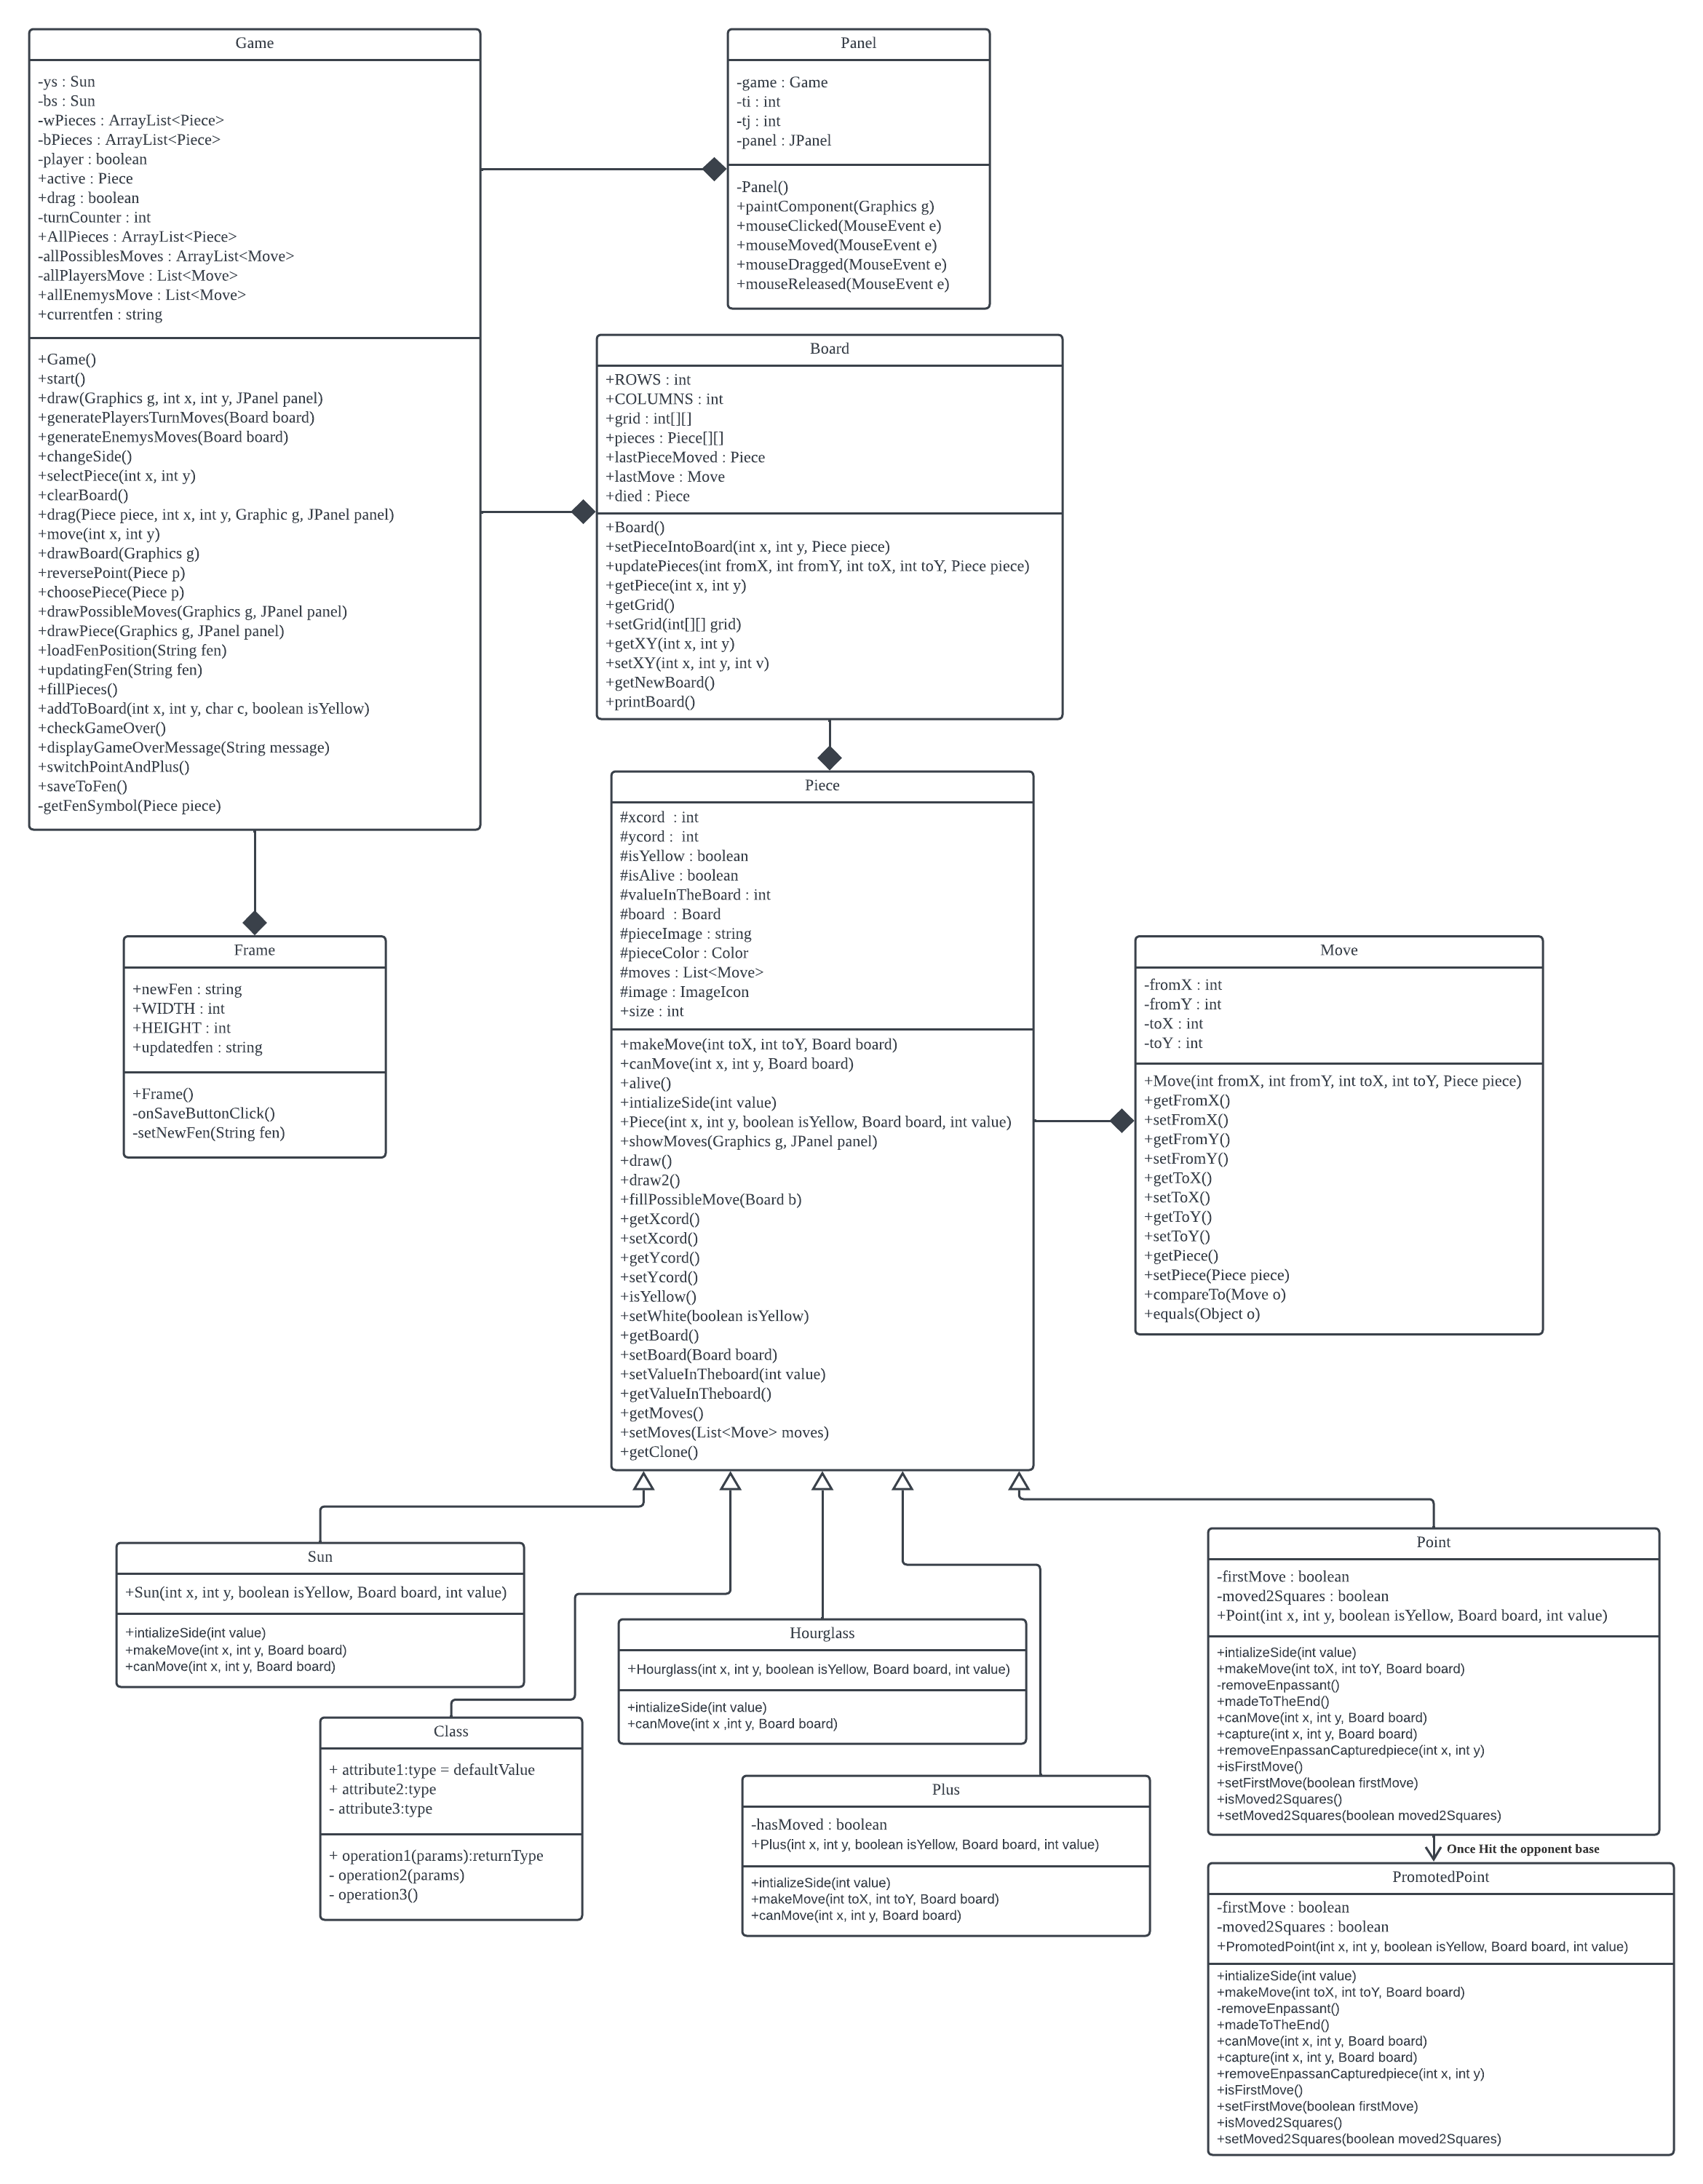 Game
-ys : Sun
-bs : Sun
-wPieces : ArrayList<Piece>
-bPieces : ArrayList<Piece>
-player : boolean
+active : Piece
+drag : boolean
-turnCounter : int
+AllPieces : ArrayList<Piece>
-allPossiblesMoves : ArrayList<Move>
-allPlayersMove : List<Move>
+allEnemysMove : List<Move>
+currentfen : string
+Game()
+start()
+draw(Graphics g, int x, int y, JPanel panel)
+generatePlayersTurnMoves(Board board)
+generateEnemysMoves(Board board)
+changeSide()
+selectPiece(int x, int y)
+clearBoard()
+drag(Piece piece, int x, int y, Graphic g, JPanel panel)
+move(int x, int y)
+drawBoard(Graphics g)
+reversePoint(Piece p)
+choosePiece(Piece p)
+drawPossibleMoves(Graphics g, JPanel panel)
+drawPiece(Graphics g, JPanel panel)
+loadFenPosition(String fen)
+updatingFen(String fen)
+fillPieces()
+addToBoard(int x, int y, char c, boolean isYellow)
+checkGameOver()
+displayGameOverMessage(String message)
+switchPointAndPlus()
+saveToFen()
-getFenSymbol(Piece piece)
Panel
-game : Game
-ti : int
-tj : int
-panel : JPanel
-Panel()
+paintComponent(Graphics g)
+mouseClicked(MouseEvent e)
+mouseMoved(MouseEvent e)
+mouseDragged(MouseEvent e)
+mouseReleased(MouseEvent e)
Board
+ROWS : int
+COLUMNS : int
+grid : int[][]
+pieces : Piece[][]
+lastPieceMoved : Piece
+lastMove : Move
+died : Piece
+Board()
+setPieceIntoBoard(int x, int y, Piece piece)
+updatePieces(int fromX, int fromY, int toX, int toY, Piece piece)
+getPiece(int x, int y)
+getGrid()
+setGrid(int[][] grid)
+getXY(int x, int y)
+setXY(int x, int y, int v)
+getNewBoard()
+printBoard()
Frame
+newFen : string
+WIDTH : int
+HEIGHT : int
+updatedfen : string
+Frame()
-onSaveButtonClick()
-setNewFen(String fen)
Piece
#xcord  : int
#ycord :  int
#isYellow : boolean
#isAlive : boolean
#valueInTheBoard : int
#board  : Board
#pieceImage : string
#pieceColor : Color
#moves : List<Move>
#image : ImageIcon
+size : int
+makeMove(int toX, int toY, Board board)
+canMove(int x, int y, Board board)
+alive()
+intializeSide(int value)
+Piece(int x, int y, boolean isYellow, Board board, int value)
+showMoves(Graphics g, JPanel panel)
+draw()
+draw2()
+fillPossibleMove(Board b)
+getXcord()
+setXcord()
+getYcord()
+setYcord()
+isYellow()
+setWhite(boolean isYellow)
+getBoard()
+setBoard(Board board)
+setValueInTheboard(int value)
+getValueInTheboard()
+getMoves()
+setMoves(List<Move> moves)
+getClone()
Move
-fromX : int
-fromY : int
-toX : int
-toY : int
+Move(int fromX, int fromY, int toX, int toY, Piece piece)
+getFromX()
+setFromX()
+getFromY()
+setFromY()
+getToX()
+setToX()
+getToY()
+setToY()
+getPiece()
+setPiece(Piece piece)
+compareTo(Move o)
+equals(Object o)
Sun
+Sun(int x, int y, boolean isYellow, Board board, int value)
+intializeSide(int value)
+makeMove(int x, int y, Board board)
+canMove(int x, int y, Board board)
Class
+ attribute1:type = defaultValue
+ attribute2:type
- attribute3:type
+ operation1(params):returnType
- operation2(params)
- operation3()
Hourglass
+Hourglass(int x, int y, boolean isYellow, Board board, int value)
+intializeSide(int value)
+canMove(int x ,int y, Board board)
Plus
-hasMoved : boolean
+Plus(int x, int y, boolean isYellow, Board board, int value)
+intializeSide(int value)
+makeMove(int toX, int toY, Board board)
+canMove(int x, int y, Board board)
Point
-firstMove : boolean
-moved2Squares : boolean
+Point(int x, int y, boolean isYellow, Board board, int value)
+intializeSide(int value)
+makeMove(int toX, int toY, Board board)
-removeEnpassant()
+madeToTheEnd()
+canMove(int x, int y, Board board)
+capture(int x, int y, Board board)
+removeEnpassanCapturedpiece(int x, int y)
+isFirstMove()
+setFirstMove(boolean firstMove)
+isMoved2Squares()
+setMoved2Squares(boolean moved2Squares)
Once Hit the opponent base
PromotedPoint
-firstMove : boolean
-moved2Squares : boolean
+PromotedPoint(int x, int y, boolean isYellow, Board board, int value)
+intializeSide(int value)
+makeMove(int toX, int toY, Board board)
-removeEnpassant()
+madeToTheEnd()
+canMove(int x, int y, Board board)
+capture(int x, int y, Board board)
+removeEnpassanCapturedpiece(int x, int y)
+isFirstMove()
+setFirstMove(boolean firstMove)
+isMoved2Squares()
+setMoved2Squares(boolean moved2Squares)